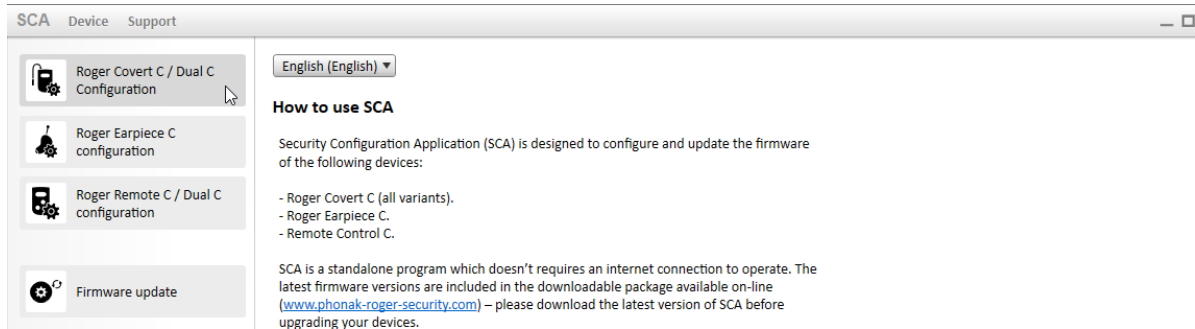 SCA Device Support
Roger Covert C / Dual C
Configuration
Roger Earpiece C
configuration
Roger Remote C / Dual C
configuration
Firmware update
English (English)
How to use SCA
Security Configuration Application (SCA) is designed to configure and update the firmware
of the following devices:
- Roger Covert C (all variants).
- Roger Earpiece C.
- Remote Control C.
SCA is a standalone program which doesn't requires an internet connection to operate. The
latest firmware versions are included in the downloadable package available on-line
(www.phonak-roger-security.com) – please download the latest version of SCA before
upgrading your devices.